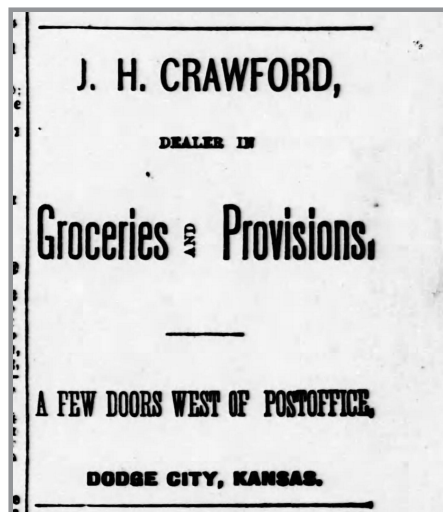 J. H. CRAWFORD,
DEALER IN
Groceries AND Provisions.
A FEW DOORS WEST OF POSTOFFICE,
DODGE CITY, KANSAS.